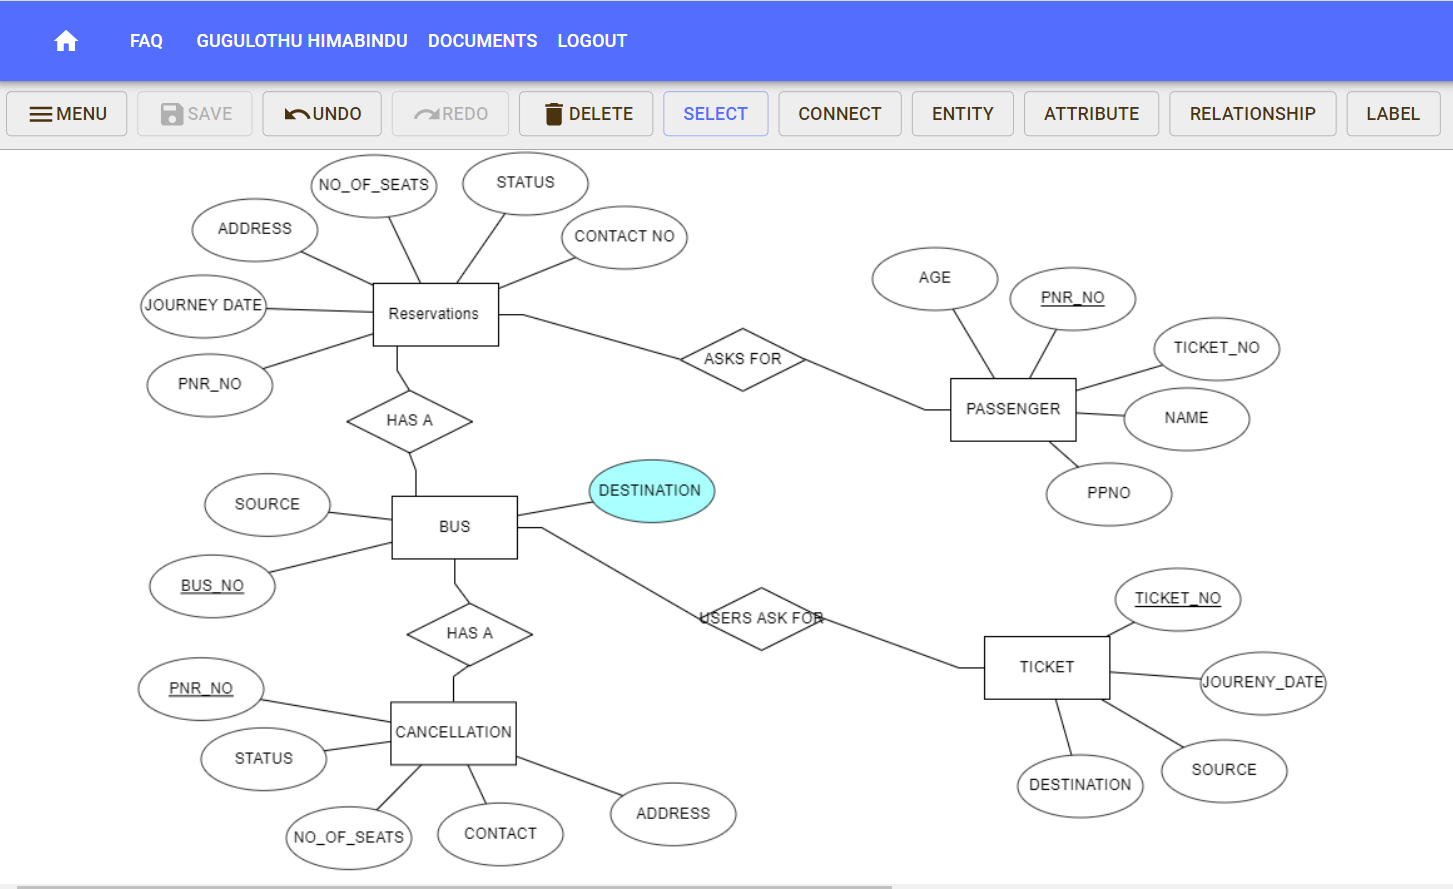 FAQ GUGULOTHU HIMABINDU DOCUMENTS LOGOUT
MENU SAVE UNDO REDO DELETE SELECT CONNECT ENTITY ATTRIBUTE RELATIONSHIP LABEL
NO_OF_SEATS
STATUS
ADDRESS
CONTACT NO
JOURNEY DATE
Reservations
PNR_NO
AGE
PNR_NO
TICKET_NO
ASKS FOR
PASSENGER
NAME
PPNO
HAS A
SOURCE
DESTINATION
BUS
BUS_NO
HAS A
USERS ASK FOR
TICKET_NO
TICKET
JOURENY_DATE
DESTINATION
SOURCE
PNR_NO
CANCELLATION
STATUS
NO_OF_SEATS
CONTACT
ADDRESS